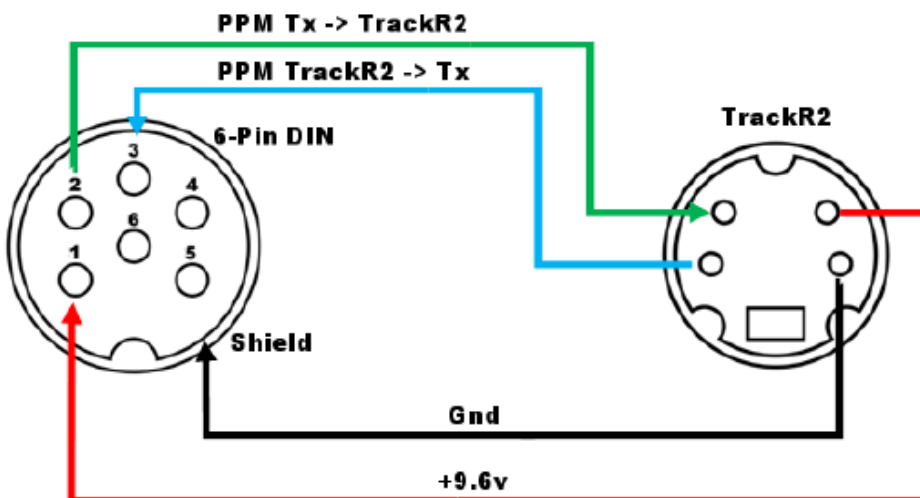 PPM Tx -> TrackR2
PPM TrackR2 -> Tx
6-Pin DIN
TrackR2
3
2
4
6
1
5
Shield
Gnd
+9.6v